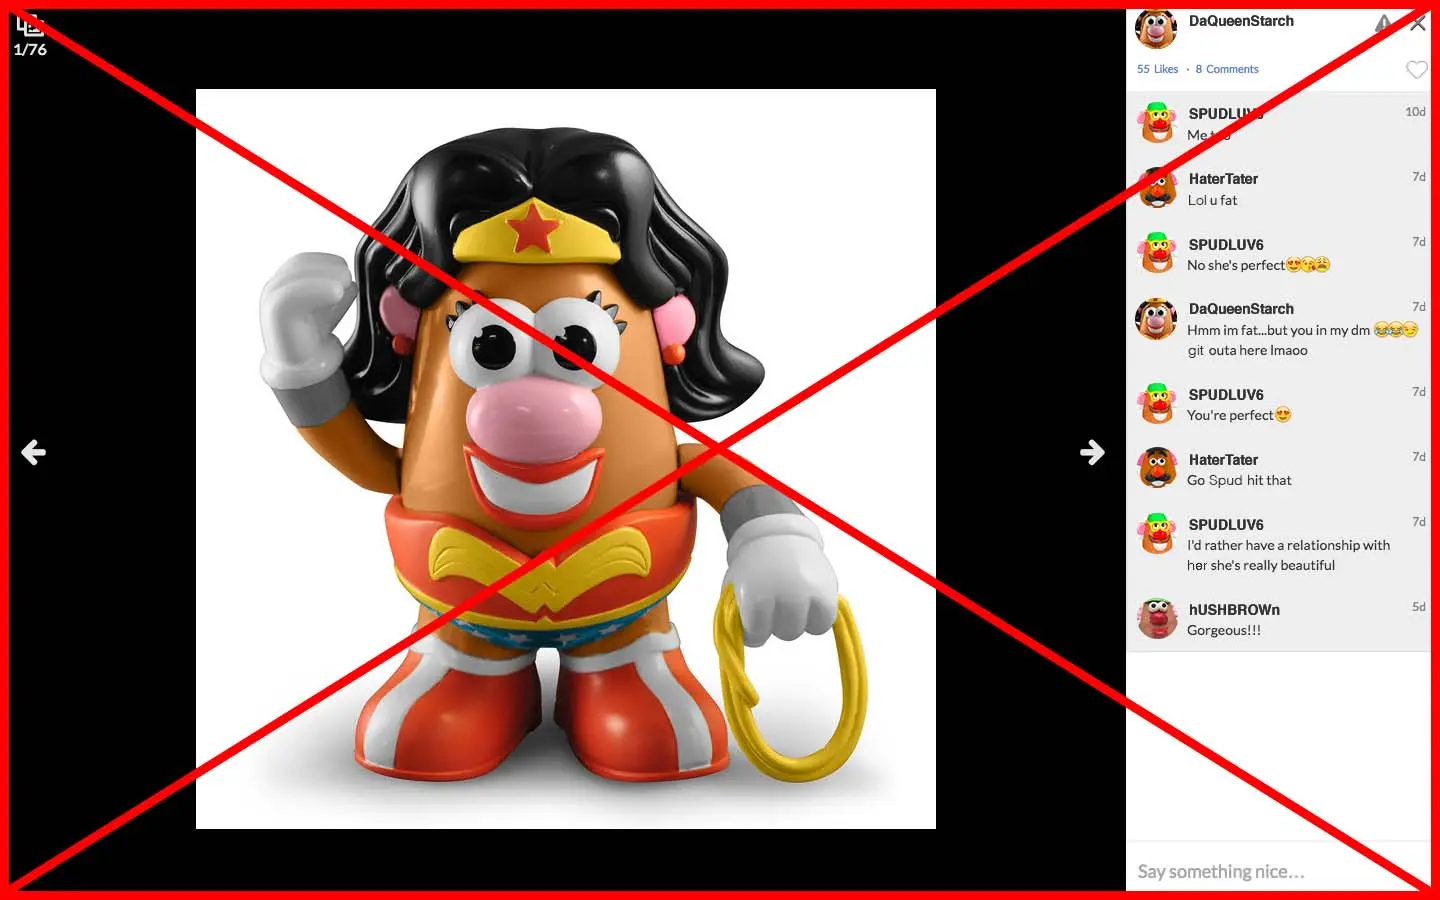 1/76
DaQueenStarch
55 Likes · 8 Comments
SPUDLUV6
10d
Me too
HaterTater
7d
Lol u fat
SPUDLUV6
7d
No she's perfect😍😘😩
DaQueenStarch
7d
Hmm im fat...but you in my dm 😂😂😏
git outa here lmaoo
SPUDLUV6
7d
You're perfect😍
HaterTater
7d
Go Spud hit that
SPUDLUV6
7d
I'd rather have a relationship with
her she's really beautiful
hUSHBROWn
5d
Gorgeous!!!
Say something nice...